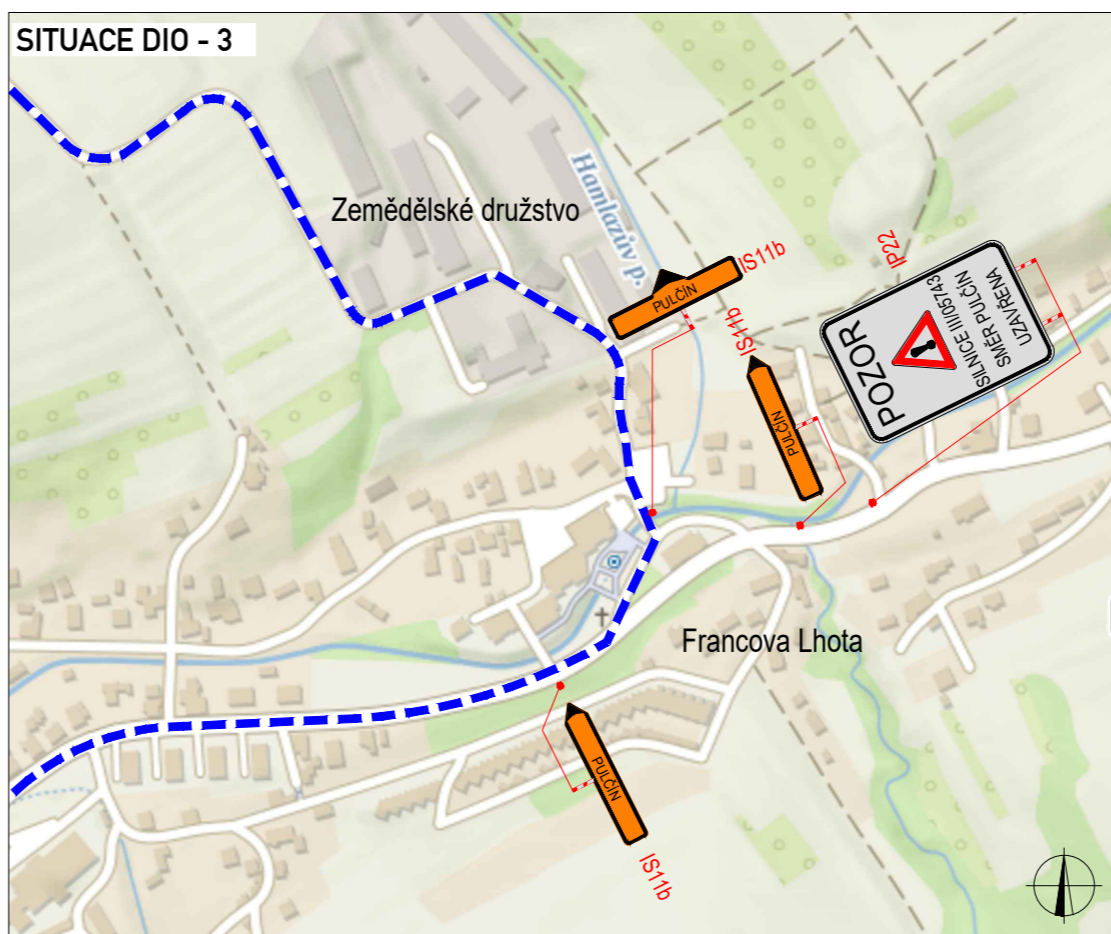 SITUACE DIO - 3
Zemědělské družstvo
Hamlazův p.
IS11b
PULČÍN
IS11b
PULČÍN
IP22
POZOR
SILNICE III/05743
SMĚR PULČÍN
UZAVŘENA
Francova Lhota
PULČÍN
IS11b